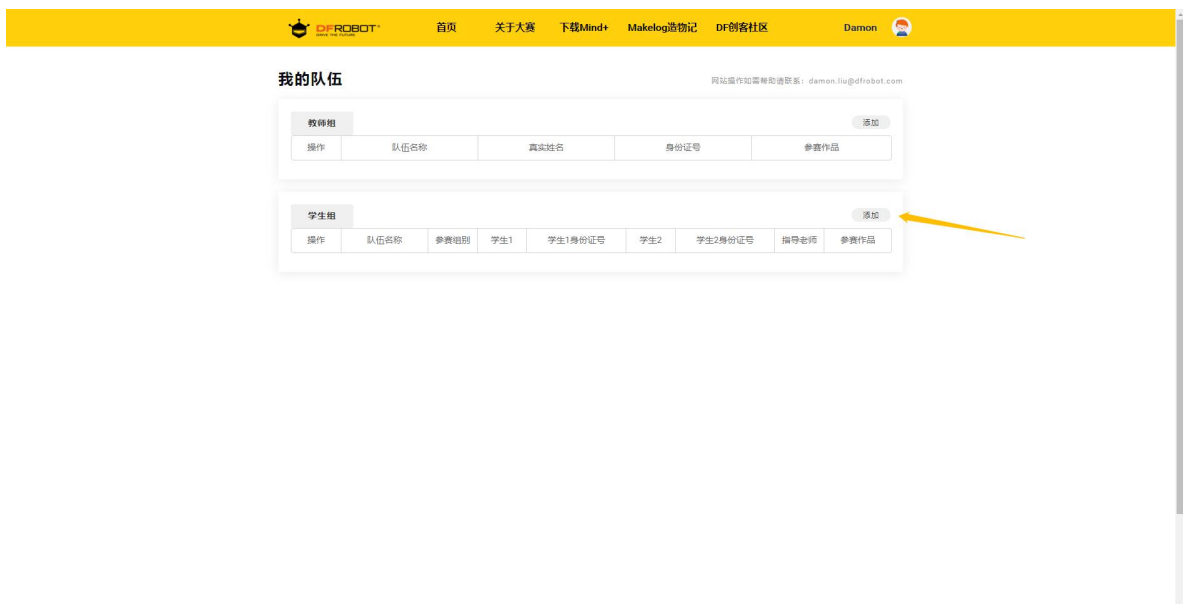 DFROBOT 首页 关于大赛 下载Mind+ Makelog造物记 DF创客社区 Damon
DRIVE THE FUTURE
我的队伍 网站操作如需帮助请联系: damon.liu@dfrobot.com
教师组 添加
操作 队伍名称 真实姓名 身份证号 参赛作品
学生组 添加
操作 队伍名称 参赛组别 学生1 学生1身份证号 学生2 学生2身份证号 指导老师 参赛作品